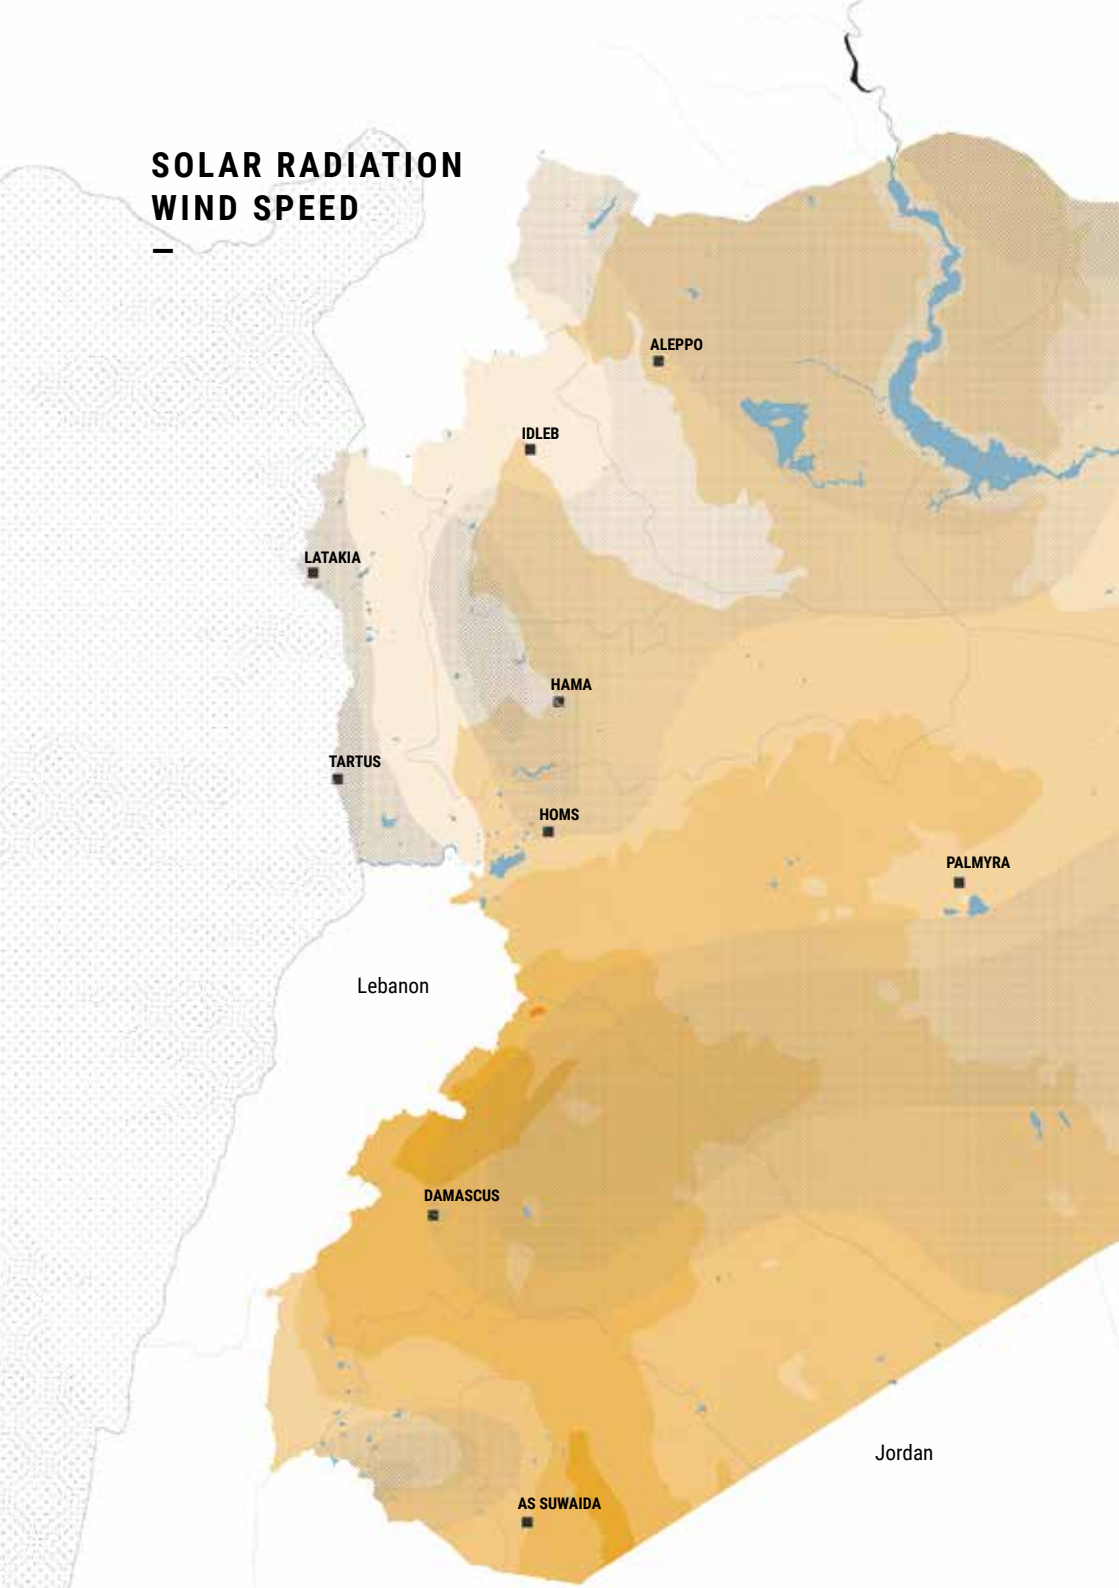 SOLAR RADIATION
WIND SPEED
ALEPPO
IDLEB
LATAKIA
HAMA
TARTUS
HOMS
PALMYRA
Lebanon
DAMASCUS
Jordan
AS SUWAIDA